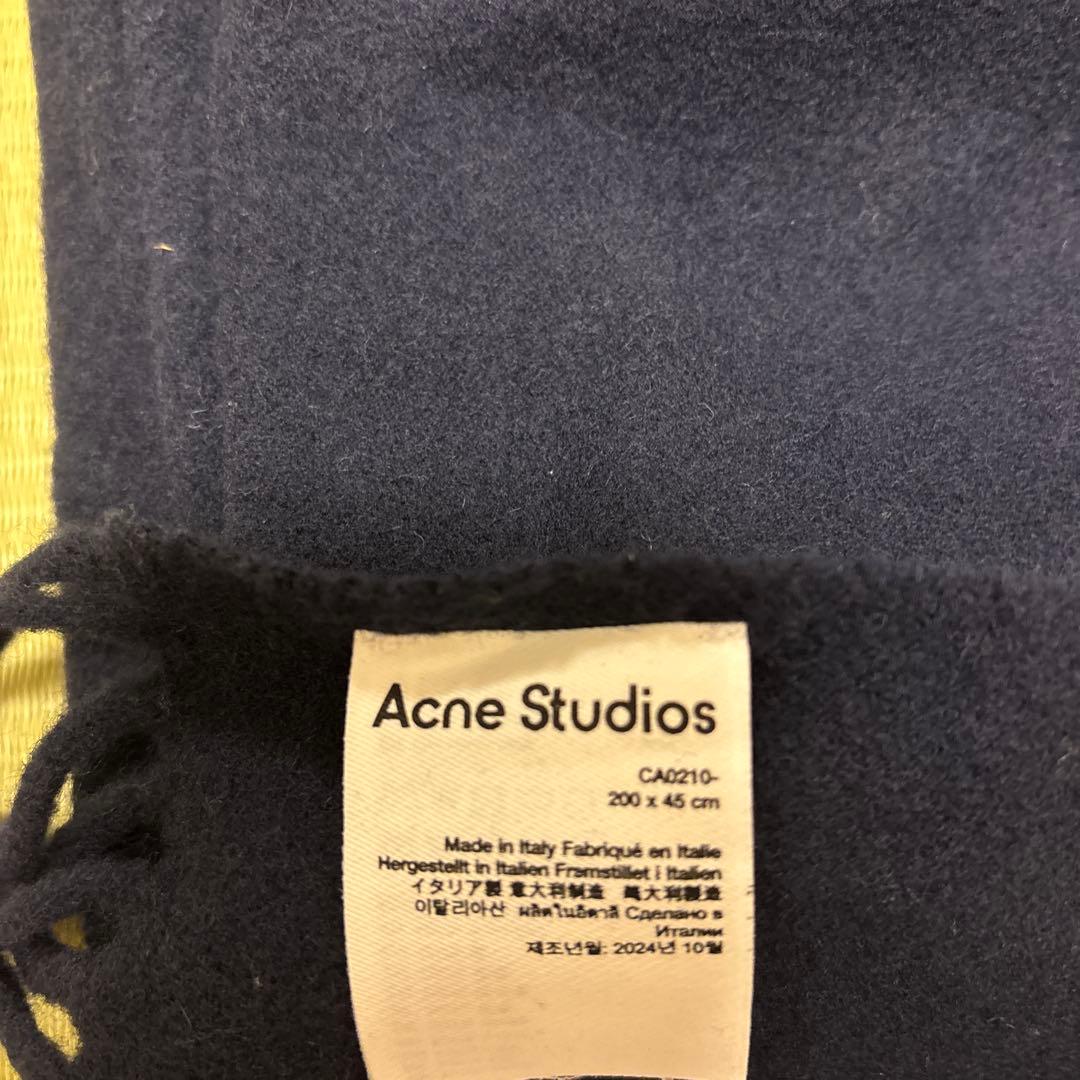 Acne Studios
CA0210-
200 x 45 cm
Made in Italy Fabriqué en Italie
Hergestellt in Italien Fremstillet i Italien
イタリア製 意大利制造 義大利製造
이탈리아산 ผลิตในอิตาลี Сделано в
Италии
제조년월: 2024년 10월